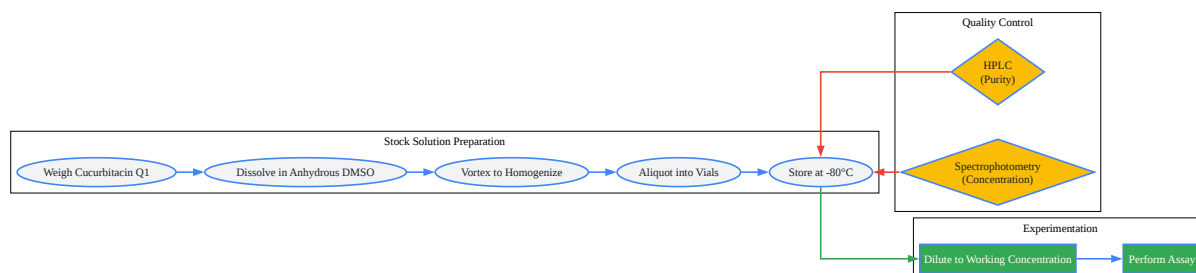 Quality Control
HPLC
(Purity)
Stock Solution Preparation
Weigh Cucurbitacin Q1
Dissolve in Anhydrous DMSO
Vortex to Homogenize
Aliquot into Vials
Store at -80°C
Spectrophotometry
(Concentration)
Experimentation
Dilute to Working Concentration
Perform Assay